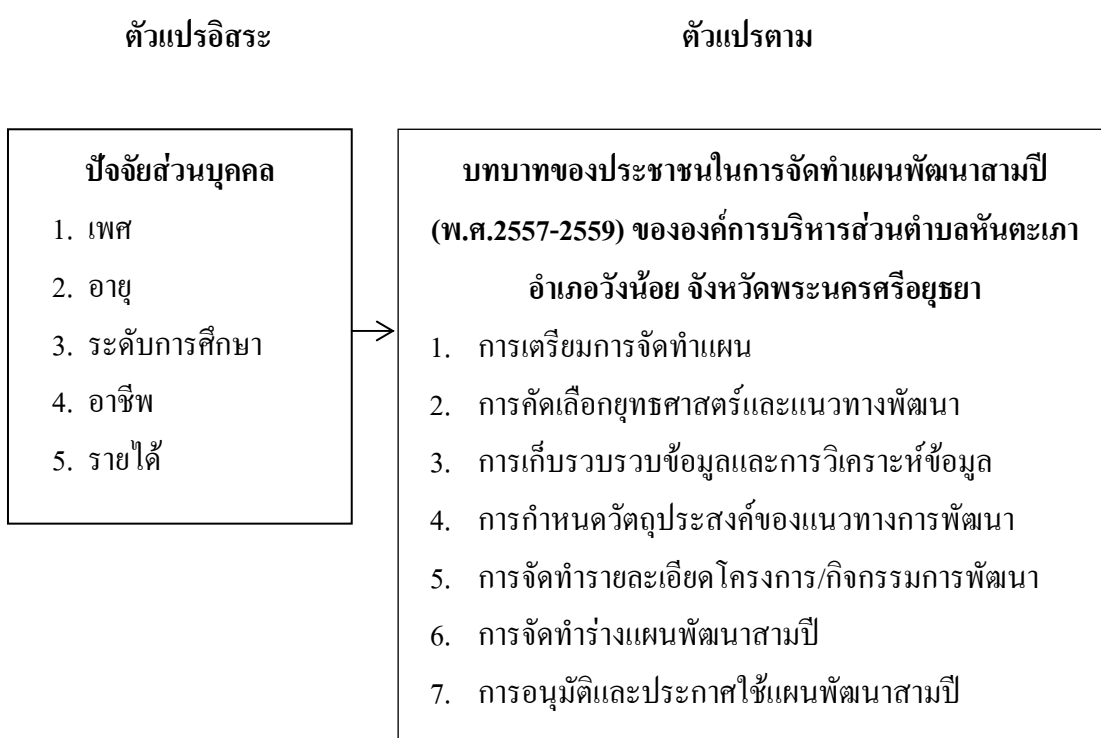 ตัวแปรอิสระ
ตัวแปรตาม
ปัจจัยส่วนบุคคล
1. เพศ
2. อายุ
3. ระดับการศึกษา
4. อาชีพ
5. รายได้
บทบาทของประชาชนในการจัดทำแผนพัฒนาสามปี
(พ.ศ.2557-2559) ขององค์การบริหารส่วนตำบลหันตะเภา
อำเภอวังน้อย จังหวัดพระนครศรีอยุธยา
1. การเตรียมการจัดทำแผน
2. การคัดเลือกยุทธศาสตร์และแนวทางพัฒนา
3. การเก็บรวบรวบข้อมูลและการวิเคราะห์ข้อมูล
4. การกำหนดวัตถุประสงค์ของแนวทางการพัฒนา
5. การจัดทำรายละเอียดโครงการ/กิจกรรมการพัฒนา
6. การจัดทำร่างแผนพัฒนาสามปี
7. การอนุมัติและประกาศใช้แผนพัฒนาสามปี